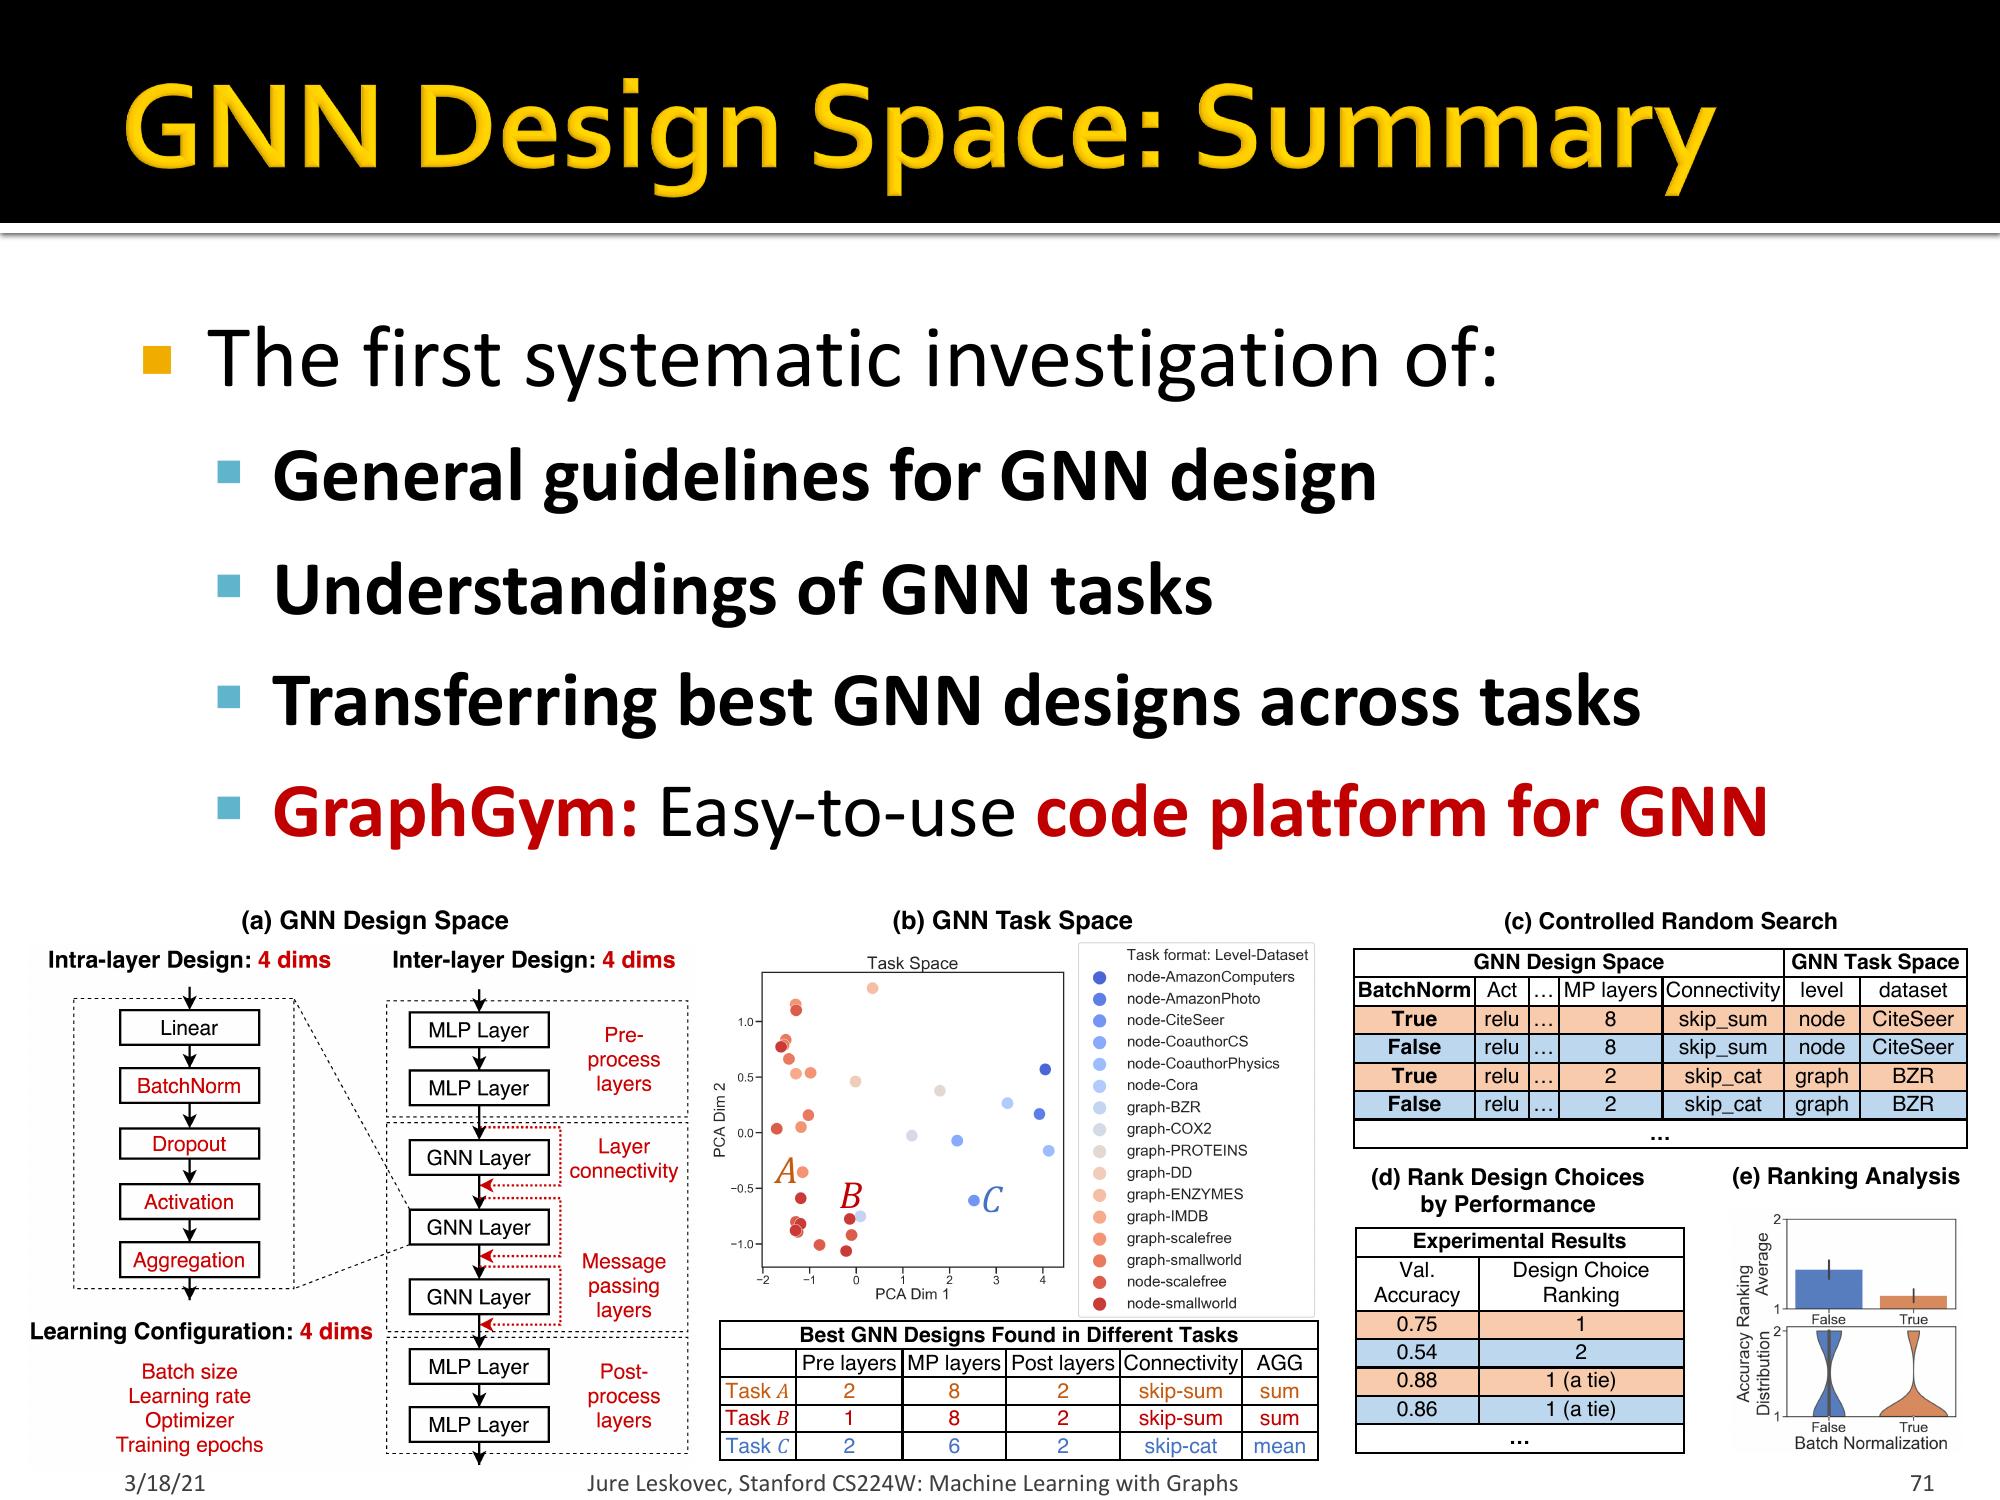 GNN Design Space: Summary
The first systematic investigation of:
General guidelines for GNN design
Understandings of GNN tasks
Transferring best GNN designs across tasks
GraphGym: Easy-to-use code platform for GNN
(a) GNN Design Space
Intra-layer Design: 4 dims
Linear
BatchNorm
Dropout
Activation
Aggregation
Learning Configuration: 4 dims
Batch size
Learning rate
Optimizer
Training epochs
Inter-layer Design: 4 dims
MLP Layer
MLP Layer
Pre-
process
layers
GNN Layer
GNN Layer
GNN Layer
Layer
connectivity
Message
passing
layers
MLP Layer
MLP Layer
Post-
process
layers
(b) GNN Task Space
Task Space
PCA Dim 2
1.0
0.5
0.0
−0.5
−1.0
A
B
C
−2 −1 0 1 2 3 4
PCA Dim 1
Task format: Level-Dataset
node-AmazonComputers
node-AmazonPhoto
node-CiteSeer
node-CoauthorCS
node-CoauthorPhysics
node-Cora
graph-BZR
graph-COX2
graph-PROTEINS
graph-DD
graph-ENZYMES
graph-IMDB
graph-scalefree
graph-smallworld
node-scalefree
node-smallworld
Best GNN Designs Found in Different Tasks
Pre layers MP layers Post layers Connectivity AGG
Task A 2 8 2 skip-sum sum
Task B 1 8 2 skip-sum sum
Task C 2 6 2 skip-cat mean
(c) Controlled Random Search
GNN Design Space GNN Task Space
BatchNorm Act ... MP layers Connectivity level dataset
True relu ... 8 skip_sum node CiteSeer
False relu ... 8 skip_sum node CiteSeer
True relu ... 2 skip_cat graph BZR
False relu ... 2 skip_cat graph BZR
...
(d) Rank Design Choices
by Performance
Experimental Results
Val. Design Choice
Accuracy Ranking
0.75 1
0.54 2
0.88 1 (a tie)
0.86 1 (a tie)
...
(e) Ranking Analysis
Accuracy Ranking
Average
2
1
False True
Distribution
2
1
False True
Batch Normalization
3/18/21
Jure Leskovec, Stanford CS224W: Machine Learning with Graphs
71